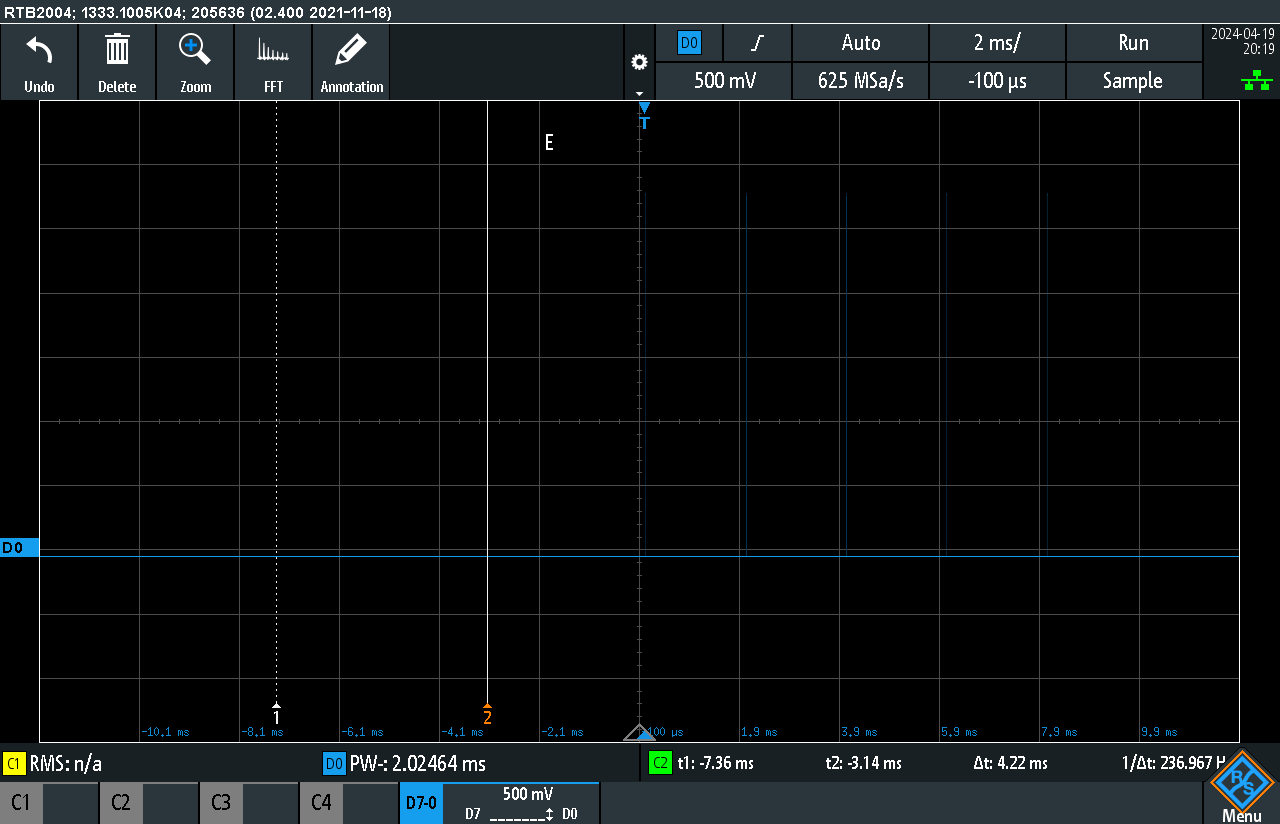 RTB2004; 1333.1005K04; 205636 (02.400 2021-11-18)
Undo
Delete
Zoom
FFT
Annotation
D0
Auto
2 ms/
Run
500 mV
625 MSa/s
-100 µs
Sample
2024-04-19
20:19
T
E
D0
1
2
-10,1 ms
-8,1 ms
-6,1 ms
-4,1 ms
-2,1 ms
-100 µs
1,9 ms
3,9 ms
5,9 ms
7,9 ms
9,9 ms
C1 RMS: n/a
D0 PW-: 2.02464 ms
C2 t1: -7.36 ms
t2: -3.14 ms
Δt: 4.22 ms
1/Δt: 236.967 H
C1
C2
C3
C4
D7-0
500 mV
D7
D0
R S
Menu